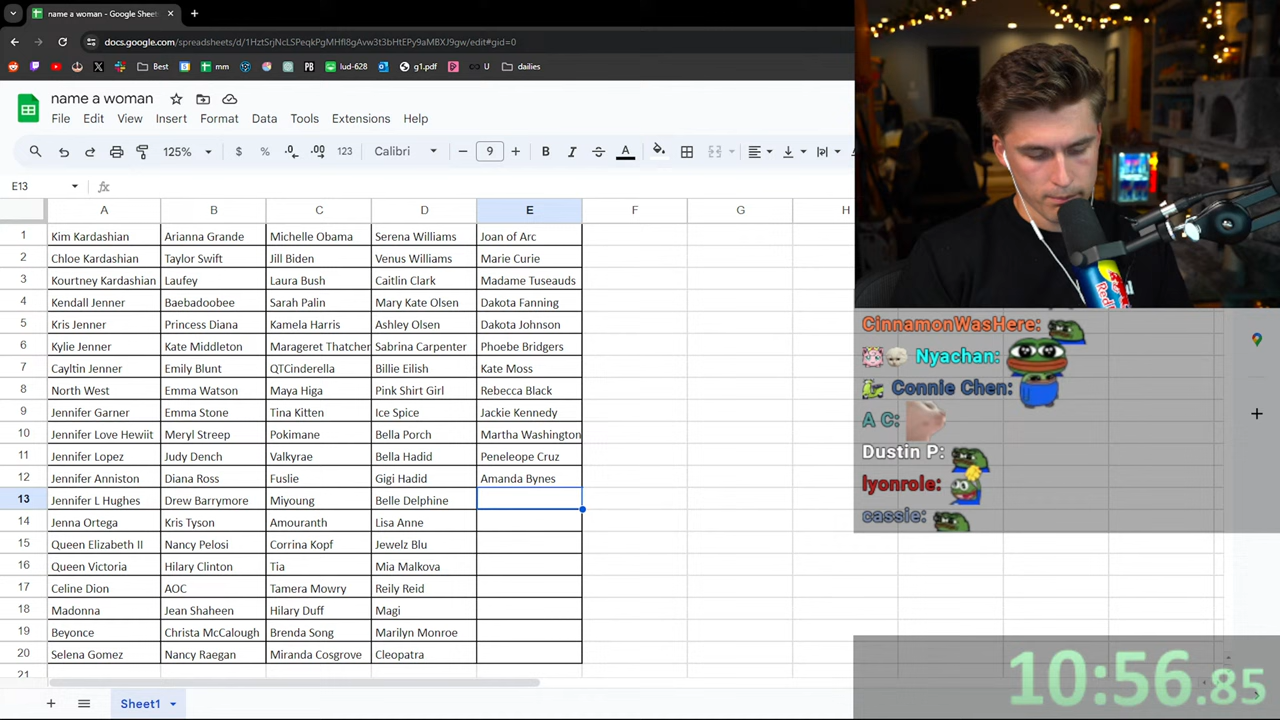 name a woman - Google Sheet
docs.google.com/spreadsheets/d/1HztSrjNcLSPeqkPgMHfl8gAvw3t3bHtEPy9aMBXJ9gw/edit#gid=0
Best mm PB lud-628 g1.pdf U dailies
name a woman
File Edit View Insert Format Data Tools Extensions Help
125% $ % .0 .00 123 Calibri 9 B I S A
E13 fx
A B C D E F G H
1 Kim Kardashian Arianna Grande Michelle Obama Serena Williams Joan of Arc
2 Chloe Kardashian Taylor Swift Jill Biden Venus Williams Marie Curie
3 Kourtney Kardashian Laufey Laura Bush Caitlin Clark Madame Tuseauds
4 Kendall Jenner Baebadoobee Sarah Palin Mary Kate Olsen Dakota Fanning
5 Kris Jenner Princess Diana Kamela Harris Ashley Olsen Dakota Johnson
6 Kylie Jenner Kate Middleton Marageret Thatcher Sabrina Carpenter Phoebe Bridgers
7 Cayltin Jenner Emily Blunt QTCinderella Billie Eilish Kate Moss
8 North West Emma Watson Maya Higa Pink Shirt Girl Rebecca Black
9 Jennifer Garner Emma Stone Tina Kitten Ice Spice Jackie Kennedy
10 Jennifer Love Hewiit Meryl Streep Pokimane Bella Porch Martha Washington
11 Jennifer Lopez Judy Dench Valkyrae Bella Hadid Peneleope Cruz
12 Jennifer Anniston Diana Ross Fuslie Gigi Hadid Amanda Bynes
13 Jennifer L Hughes Drew Barrymore Miyoung Belle Delphine
14 Jenna Ortega Kris Tyson Amouranth Lisa Anne
15 Queen Elizabeth II Nancy Pelosi Corrina Kopf Jewelz Blu
16 Queen Victoria Hilary Clinton Tia Mia Malkova
17 Celine Dion AOC Tamera Mowry Reily Reid
18 Madonna Jean Shaheen Hilary Duff Magi
19 Beyonce Christa McCalough Brenda Song Marilyn Monroe
20 Selena Gomez Nancy Raegan Miranda Cosgrove Cleopatra
21
Sheet1
CinnamonWasHere:
Nyachan:
Connie Chen:
A C:
Dustin P:
lyonrole:
cassie:
10:56.85